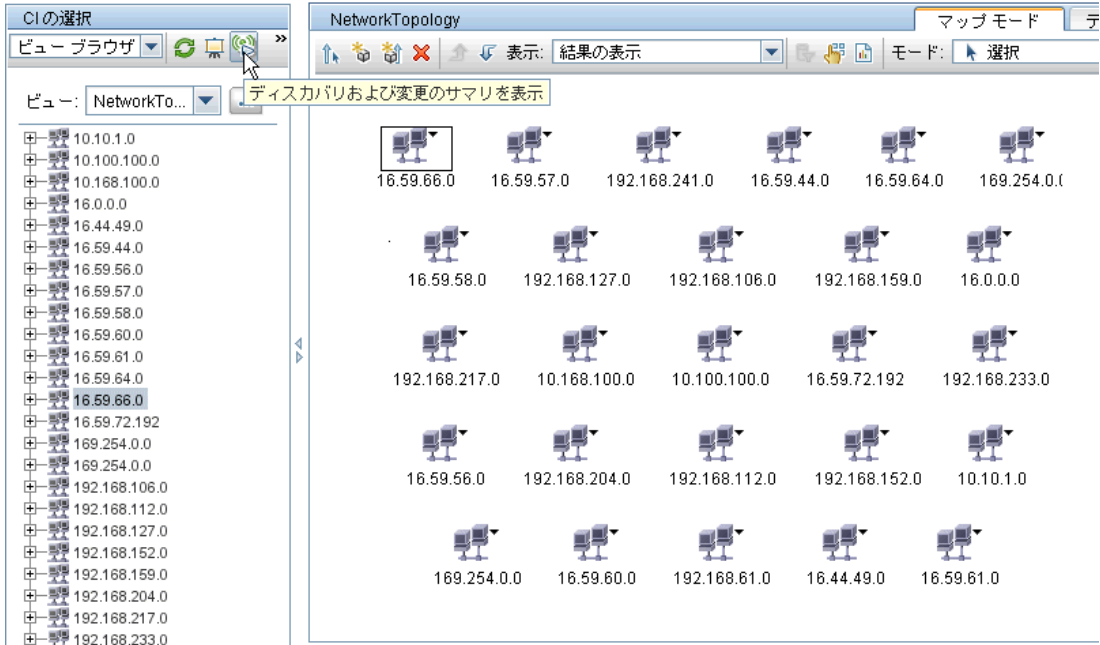 CIの選択
ビュー ブラウザ
»
ディスカバリおよび変更のサマリを表示
ビュー: NetworkTo...
10.10.1.0
10.100.100.0
10.168.100.0
16.0.0.0
16.44.49.0
16.59.44.0
16.59.56.0
16.59.57.0
16.59.58.0
16.59.60.0
16.59.61.0
16.59.64.0
16.59.66.0
16.59.72.192
169.254.0.0
169.254.0.0
192.168.106.0
192.168.112.0
192.168.127.0
192.168.152.0
192.168.159.0
192.168.204.0
192.168.217.0
192.168.233.0
NetworkTopology
マップ モード
表示: 結果の表示
モード: 選択
16.59.66.0 16.59.57.0 192.168.241.0 16.59.44.0 16.59.64.0 169.254.0.
16.59.58.0 192.168.127.0 192.168.106.0 192.168.159.0 16.0.0.0
192.168.217.0 10.168.100.0 10.100.100.0 16.59.72.192 192.168.233.0
16.59.56.0 192.168.204.0 192.168.112.0 192.168.152.0 10.10.1.0
169.254.0.0 16.59.60.0 192.168.61.0 16.44.49.0 16.59.61.0